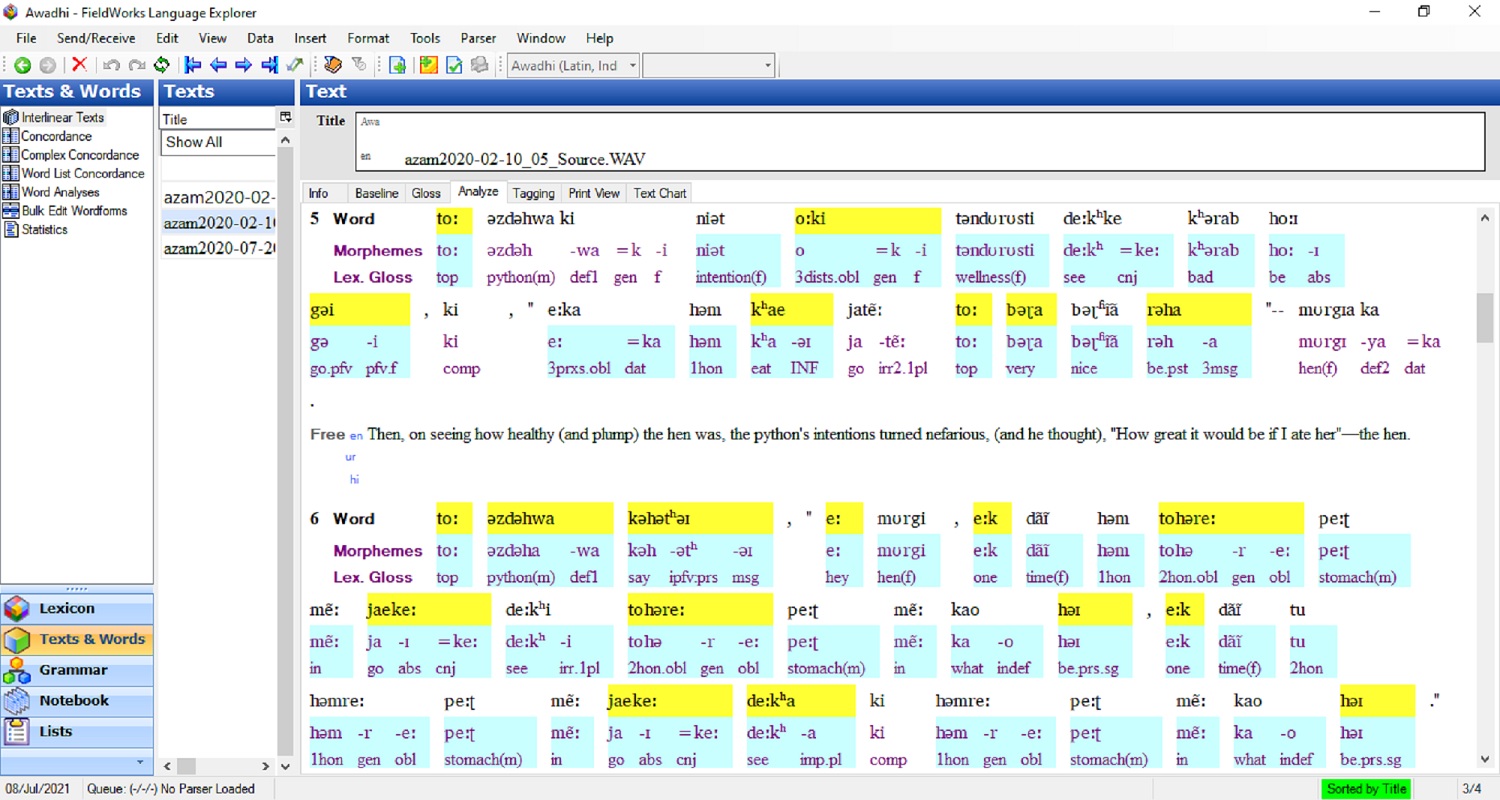 Awadhi - FieldWorks Language Explorer
File Send/Receive Edit View Data Insert Format Tools Parser Window Help
Awadhi (Latin, Ind
Texts & Words
Interlinear Texts
Concordance
Complex Concordance
Word List Concordance
Word Analyses
Bulk Edit Wordforms
Statistics
Lexicon
Texts & Words
Grammar
Notebook
Lists
Texts
Title
Show All
azam2020-02-
azam2020-02-10
azam2020-07-20
Text
Title Awa
en azam2020-02-10_05_Source.WAV
Info Baseline Gloss Analyze Tagging Print View Text Chart
5 Word to: əzdəhwa ki niət o:ki təndʊrʊsti de:kʰke kʰərab ho:ɪ
Morphemes to: əzdəh -wa =k -i niət o =k -i təndʊrʊsti de:kʰ =ke: kʰərab ho: -ɪ
Lex. Gloss top python(m) def1 gen f intention(f) 3dists.obl gen f wellness(f) see cnj bad be abs
gəi , ki , " e:ka həm kʰae jatẽ: to: bəɽa bəɽʱĩã rəha "-- mʊrgɪa ka
gə -i ki e: =ka həm kʰa -əɪ ja -tẽ: to: bəɽa bəɽʱĩã rəh -a mʊrgɪ -ya =ka
go.pfv pfv.f comp 3prxs.obl dat 1hon eat INF go irr2.1pl top very nice be.pst 3msg hen(f) def2 dat
.
Free en Then, on seeing how healthy (and plump) the hen was, the python's intentions turned nefarious, (and he thought), "How great it would be if I ate her"—the hen.
ur
hi
6 Word to: əzdəhwa kəhətʰəɪ , " e: mʊrgi , e:k dãĩ həm tohəre: pe:ʈ
Morphemes to: əzdəha -wa kəh -ətʰ -əɪ e: mʊrgi e:k dãĩ həm tohə -r -e: pe:ʈ
Lex. Gloss top python(m) def1 say ipfv:prs msg hey hen(f) one time(f) 1hon 2hon.obl gen obl stomach(m)
mẽ: jaeke: de:kʰi tohəre: pe:ʈ mẽ: kao həɪ , e:k dãĩ tu
mẽ: ja -ɪ =ke: de:kʰ -i tohə -r -e: pe:ʈ mẽ: ka -o həɪ e:k dãĩ tu
in go abs cnj see irr.1pl 2hon.obl gen obl stomach(m) in what indef be.prs.sg one time(f) 2hon
həmre: pe:ʈ mẽ: jaeke: de:kʰa ki həmre: pe:ʈ mẽ: kao həɪ ."
həm -r -e: pe:ʈ mẽ: ja -ɪ =ke: de:kʰ -a ki həm -r -e: pe:ʈ mẽ: ka -o həɪ
1hon gen obl stomach(m) in go abs cnj see imp.pl comp 1hon gen obl stomach(m) in what indef be.prs.sg
08/Jul/2021 Queue: (-/-/-) No Parser Loaded Sorted by Title 3/4